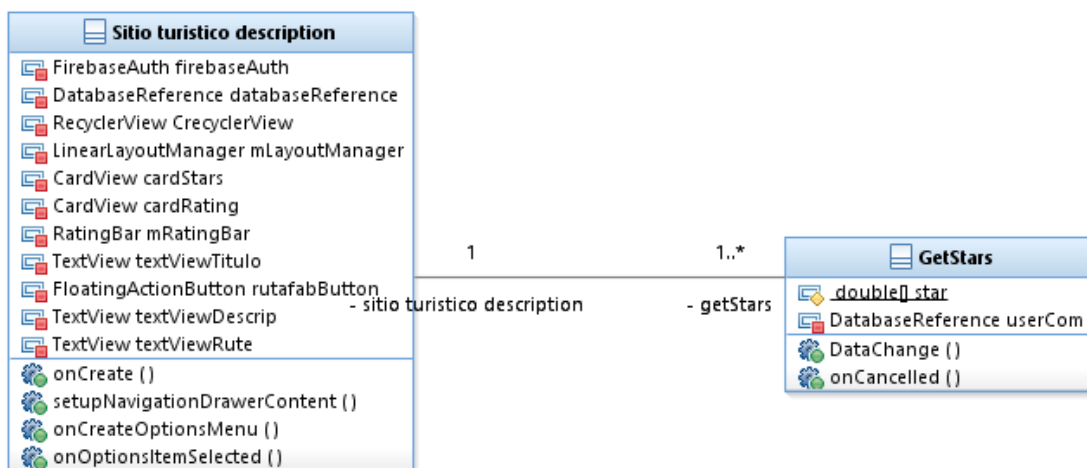 Sitio turistico description
FirebaseAuth firebaseAuth
DatabaseReference databaseReference
RecyclerView CrecyclerView
LinearLayoutManager mLayoutManager
CardView cardStars
CardView cardRating
RatingBar mRatingBar
TextView textViewTitulo
FloatingActionButton rutafabButton
TextView textViewDescrip
TextView textViewRute
onCreate ()
setupNavigationDrawerContent ()
onCreateOptionsMenu ()
onOptionsItemSelected ()
1
1..*
- sitio turistico description
- getStars
GetStars
double[] star
DatabaseReference userCom
DataChange ()
onCancelled ()